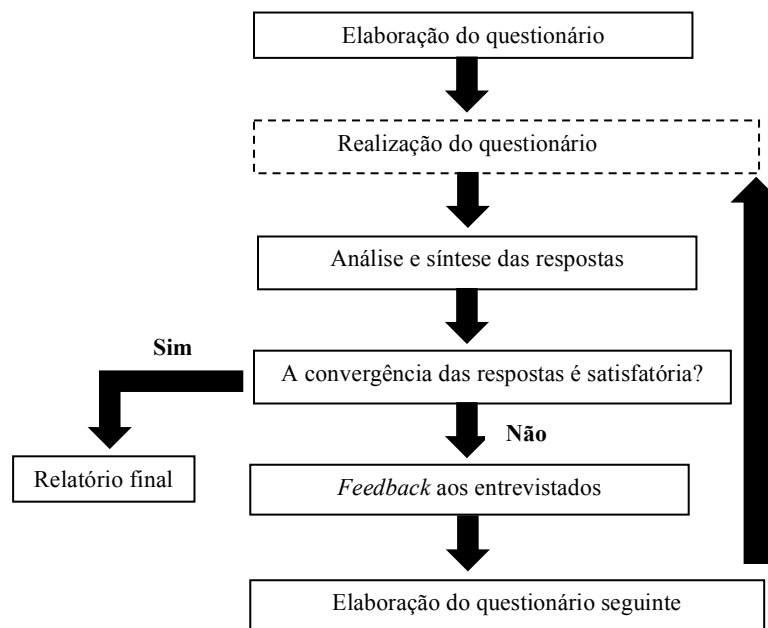 Elaboração do questionário
Realização do questionário
Análise e síntese das respostas
Sim
A convergência das respostas é satisfatória?
Não
Relatório final
Feedback aos entrevistados
Elaboração do questionário seguinte